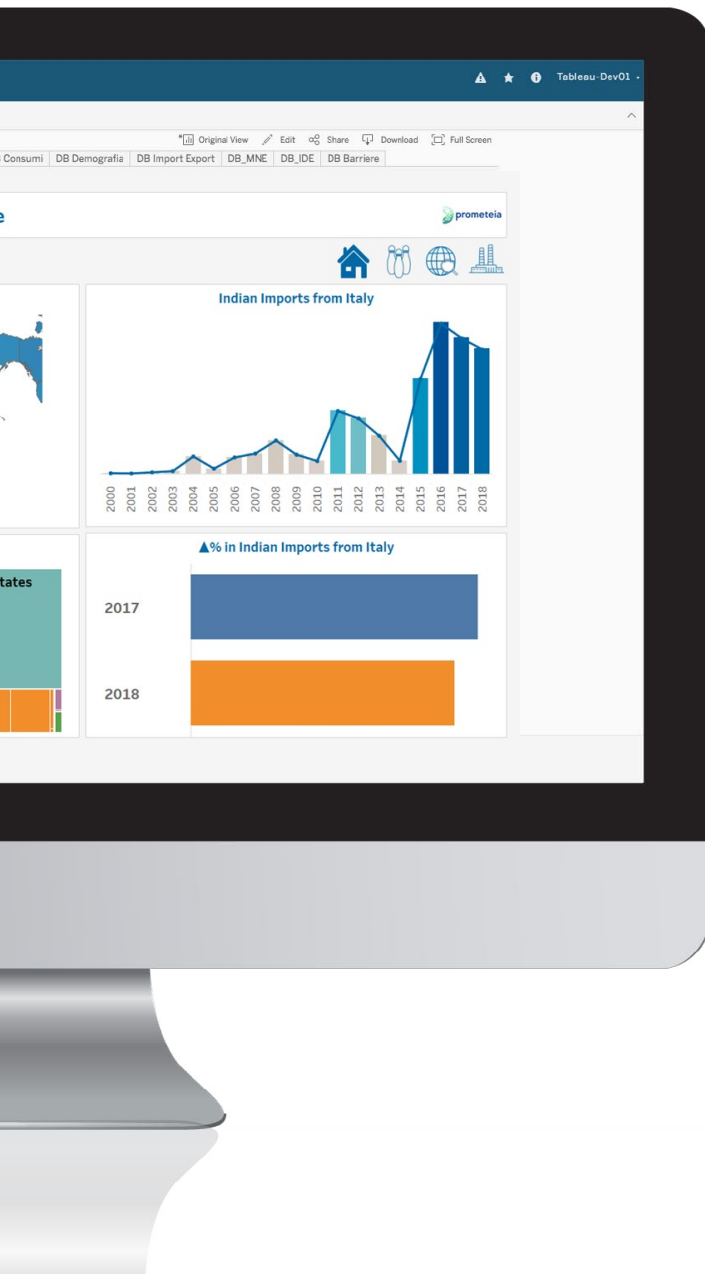 Tableau-Dev01
Original View Edit Share Download Full Screen
Consumi DB Demografia DB Import Export DB_MNE DB_IDE DB Barriere
e
prometeia
Indian Imports from Italy
2000 2001 2002 2003 2004 2005 2006 2007 2008 2009 2010 2011 2012 2013 2014 2015 2016 2017 2018
tates
▲% in Indian Imports from Italy
2017
2018